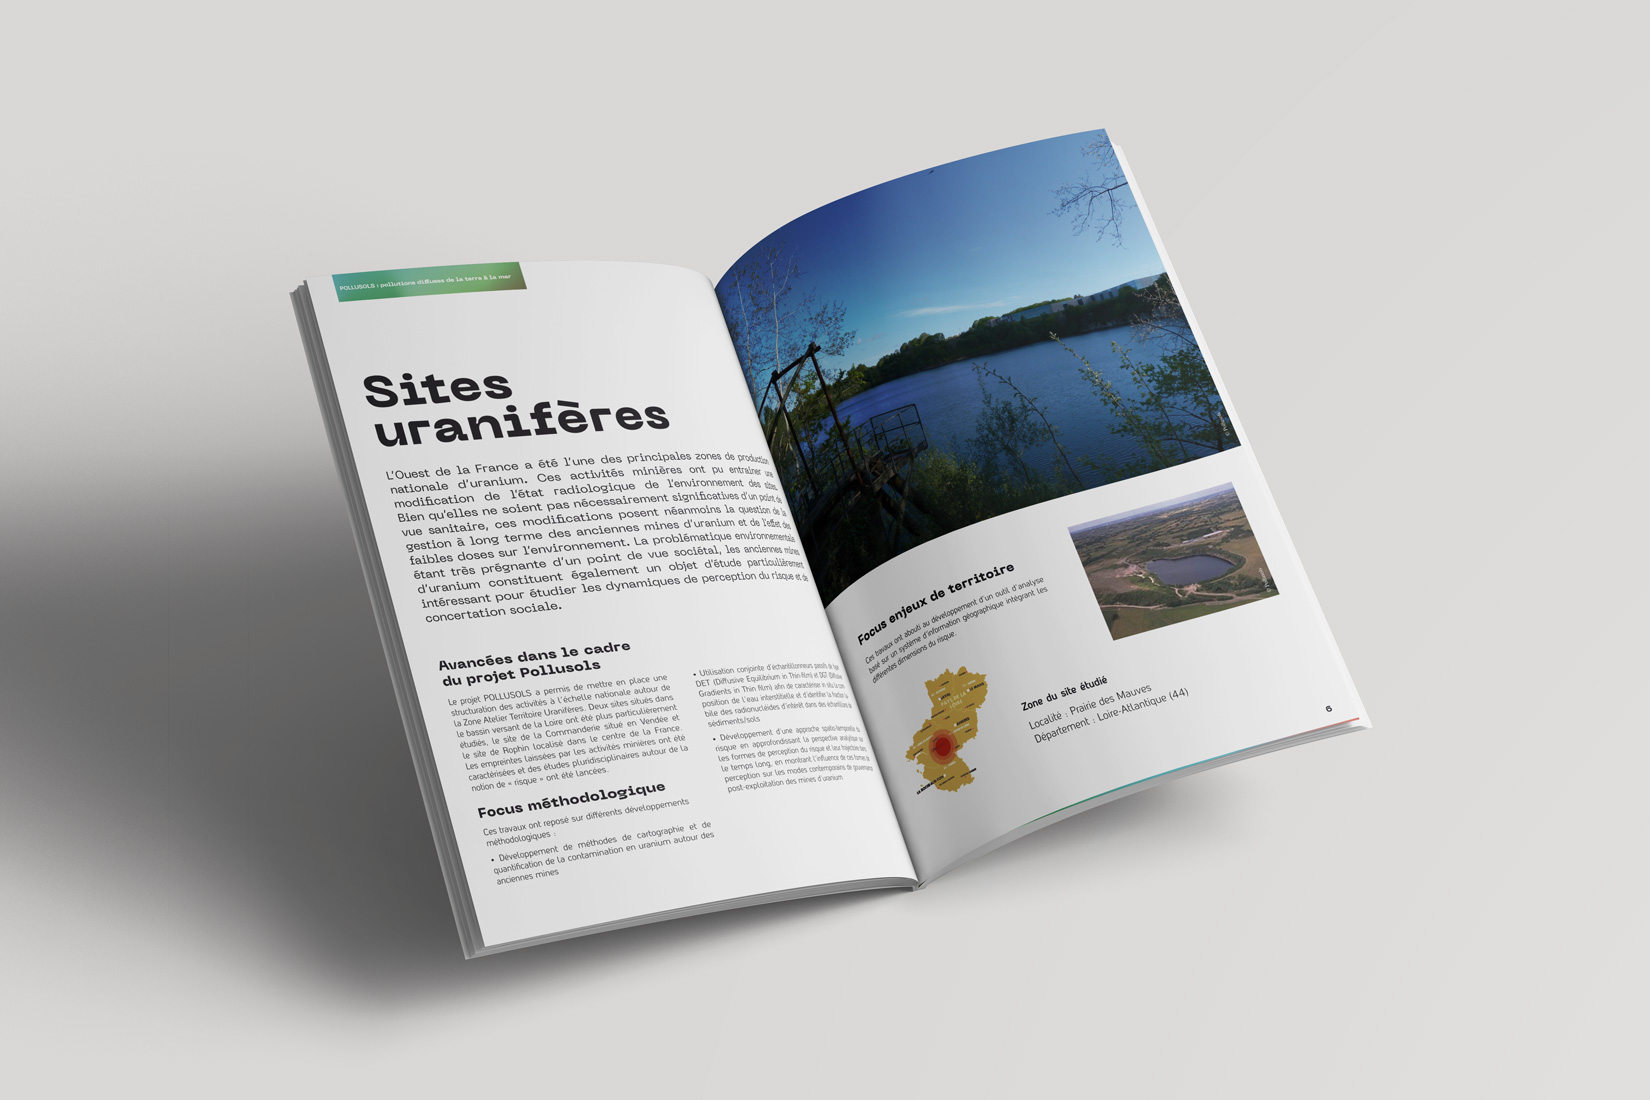 POLLUSOLS : pollutions diffuses de la terre à la mer
Sites
uranifères
L'Ouest de la France a été l'une des principales zones de production
nationale d'uranium. Ces activités minières ont pu entraîner une
modification de l'état radiologique de l'environnement des sites.
Bien qu'elles ne soient pas nécessairement significatives d'un point de
vue sanitaire, ces modifications posent néanmoins la question de la
gestion à long terme des anciennes mines d'uranium et de l'effet des
faibles doses sur l'environnement. La problématique environnementale
étant très prégnante d'un point de vue sociétal, les anciennes mines
d'uranium constituent également un objet d'étude particulièrement
intéressant pour étudier les dynamiques de perception du risque et de
concertation sociale.
Avancées dans le cadre
du projet Pollusols
Le projet POLLUSOLS a permis de mettre en place une
structuration des activités à l'échelle nationale autour de
la Zone Atelier Territoire Uranifères. Deux sites situés dans
le bassin versant de la Loire ont été plus particulièrement
étudiés, le site de la Commanderie situé en Vendée et
le site de Rophin localisé dans le centre de la France.
Les empreintes laissées par les activités minières ont été
caractérisées et des études pluridisciplinaires autour de la
notion de « risque » ont été lancées.
Focus méthodologique
Ces travaux ont reposé sur différents développements
méthodologiques :
• Développement de méthodes de cartographie et de
quantification de la contamination en uranium autour des
anciennes mines
• Utilisation conjointe d'échantillonneurs passifs de type
DET (Diffusive Equilibrium in Thin-film) et DGT (Diffusive
Gradients in Thin film) afin de caractériser in situ la
position de l'eau interstitielle et d'identifier la fraction
bile des radionucléides d'intérêt dans des échantillons de
sédiments/sols
• Développement d'une approche spatio-temporelle du
risque en approfondissant la perspective analytique sur
les formes de perception du risque et leur trajectoire dans
le temps long, en montrant l'influence de ces formes de
perception sur les modes contemporains de gouvernement
post-exploitation des mines d'uranium
Focus enjeux de territoire
Ces travaux ont abouti au développement d'un outil d'analyse
basé sur un système d'information géographique intégrant les
différentes dimensions du risque.
PAYS DE LA
LOIRE
Zone du site étudié
Localité : Prairie des Mauves
Département : Loire-Atlantique (44)
6